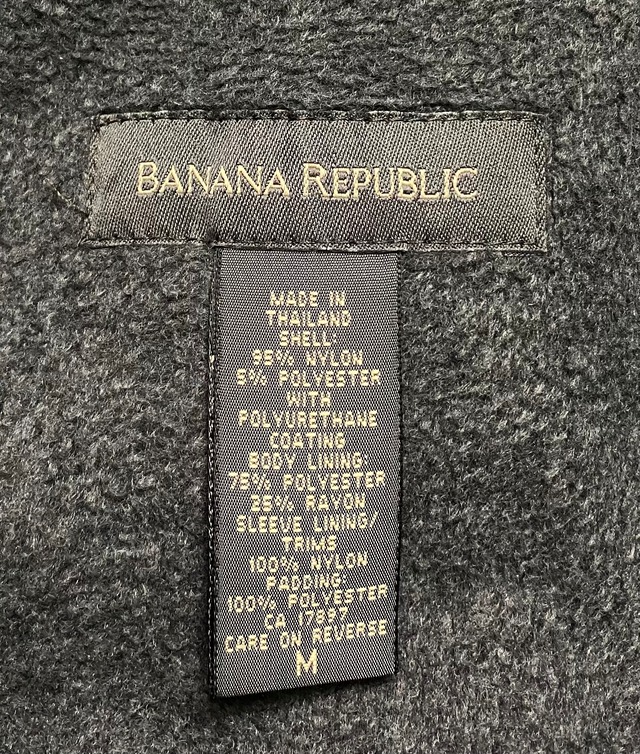 BANANA REPUBLIC
MADE IN
THAILAND
SHELL:
95% NYLON
5% POLYESTER
WITH
POLYURETHANE
COATING
BODY LINING:
75% POLYESTER
25% RAYON
SLEEVE LINING/
TRIMS
100% NYLON
PADDING:
100% POLYESTER
CA 17897
CARE ON REVERSE
M